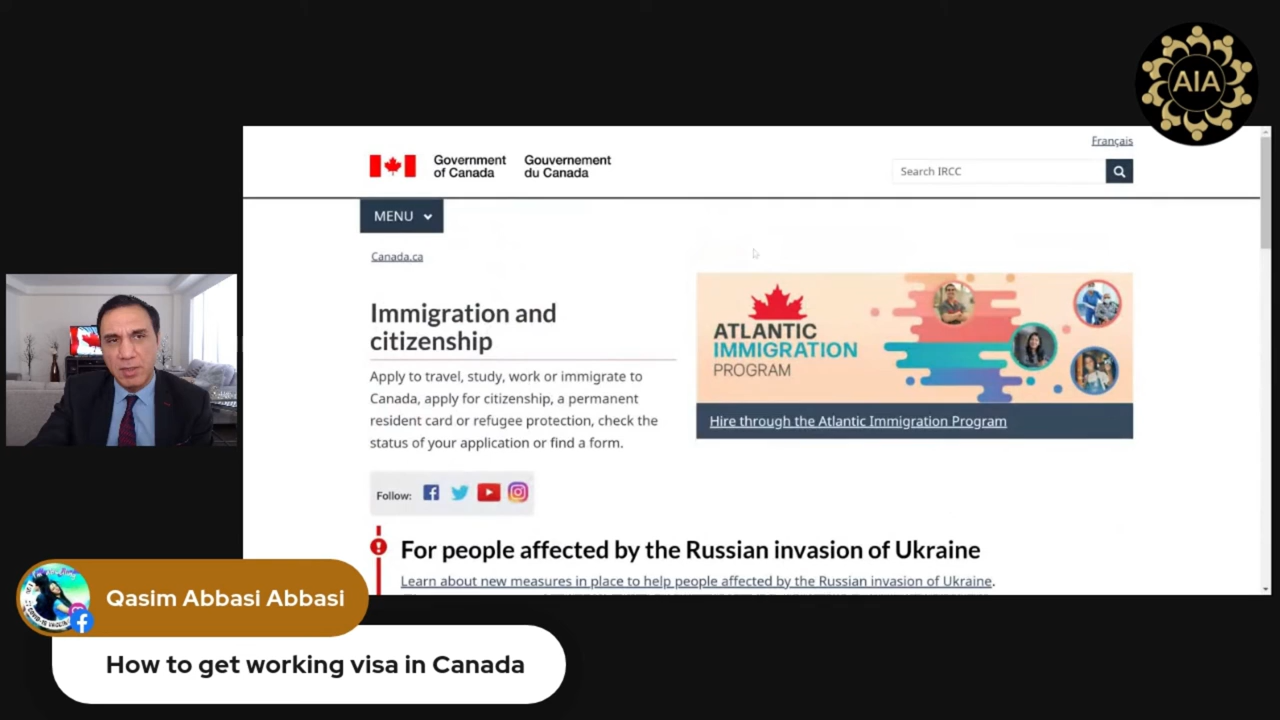 AIA
Français
Government of Canada
Gouvernement du Canada
Search IRCC
MENU
Canada.ca
Immigration and
citizenship
Apply to travel, study, work or immigrate to
Canada, apply for citizenship, a permanent
resident card or refugee protection, check the
status of your application or find a form.
ATLANTIC
IMMIGRATION
PROGRAM
Hire through the Atlantic Immigration Program
Follow:
For people affected by the Russian invasion of Ukraine
Learn about new measures in place to help people affected by the Russian invasion of Ukraine.
Qasim Abbasi Abbasi
How to get working visa in Canada